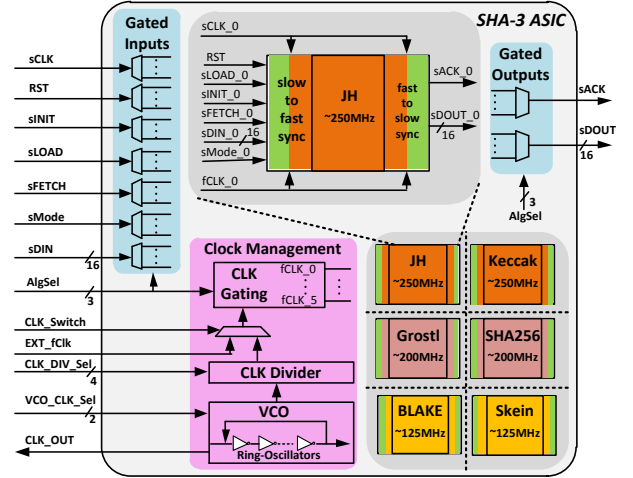 SHA-3 ASIC
Gated
Inputs
sCLK
RST
sINIT
sLOAD
sFETCH
sMode
sDIN
16
AlgSel
3
CLK_Switch
EXT_fClk
CLK_DIV_Sel
4
VCO_CLK_Sel
2
CLK_OUT
sCLK_0
RST
sLOAD_0
sINIT_0
sFETCH_0
sDIN_0
16
sMode_0
fCLK_0
slow
to
fast
sync
JH
~250MHz
fast
to
slow
sync
sACK_0
sDOUT_0
16
Gated
Outputs
sACK
sDOUT
16
3
AlgSel
Clock Management
CLK
Gating
fCLK_0
fCLK_5
CLK Divider
VCO
Ring-Oscillators
JH
~250MHz
Keccak
~250MHz
Grostl
~200MHz
SHA256
~200MHz
BLAKE
~125MHz
Skein
~125MHz